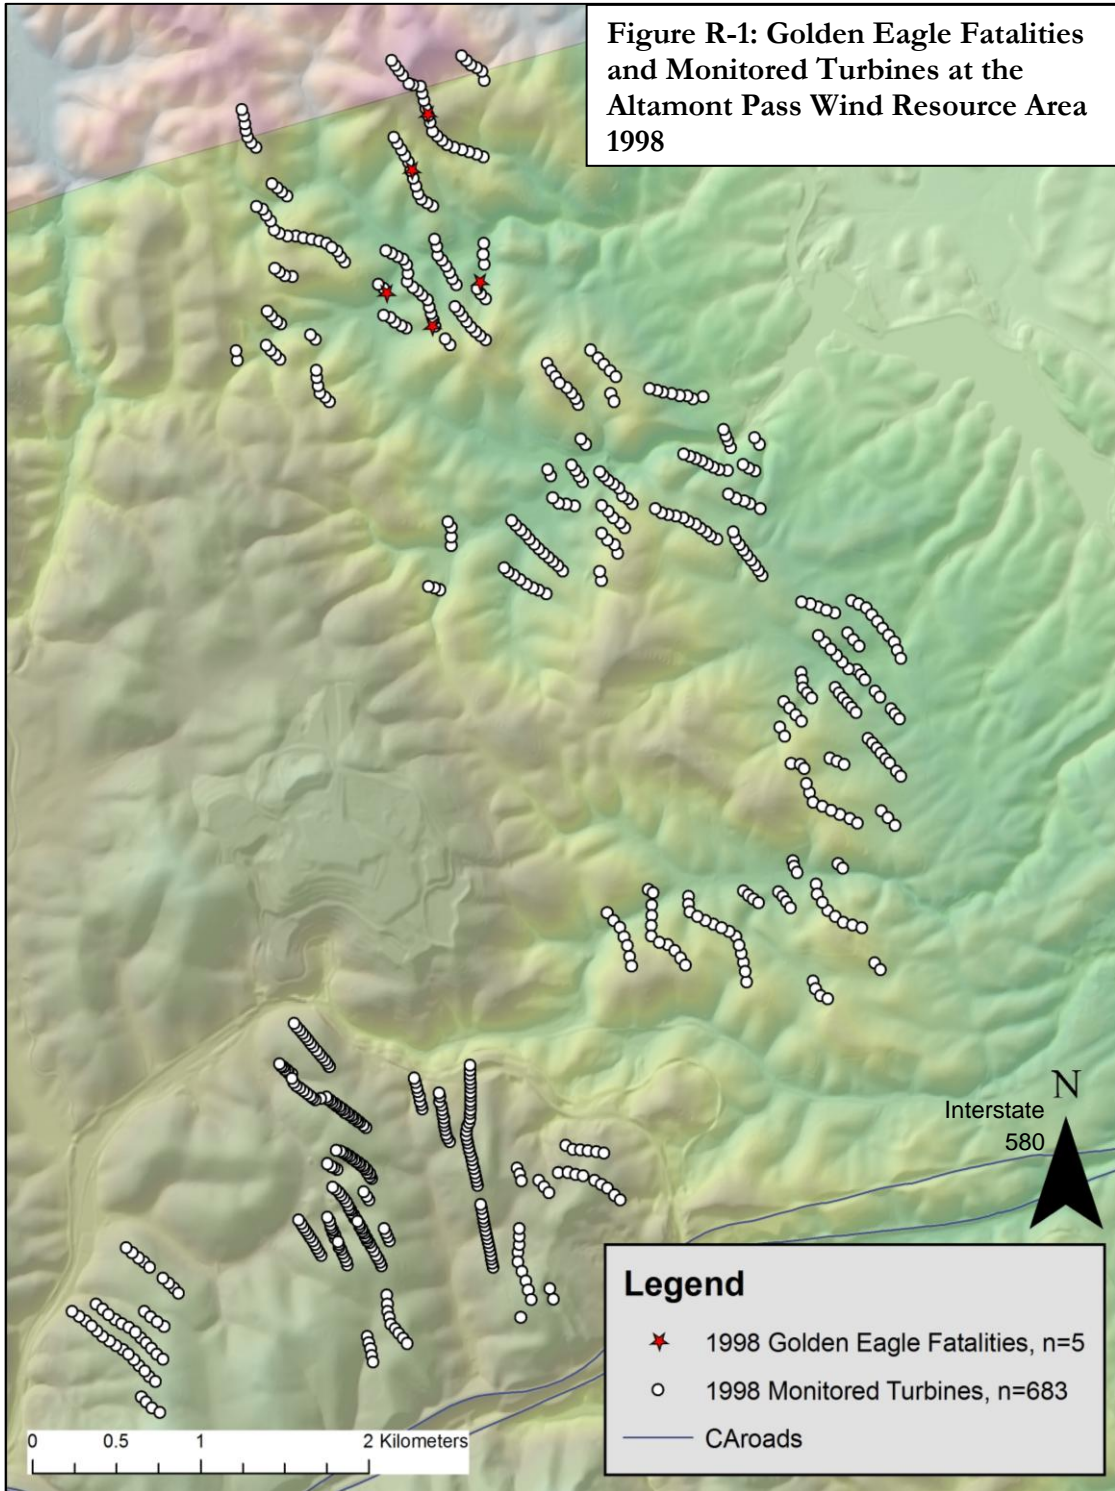 Figure R-1: Golden Eagle Fatalities
and Monitored Turbines at the
Altamont Pass Wind Resource Area
1998
N
Interstate
580
Legend
1998 Golden Eagle Fatalities, n=5
1998 Monitored Turbines, n=683
CAroads
0 0.5 1 2 Kilometers